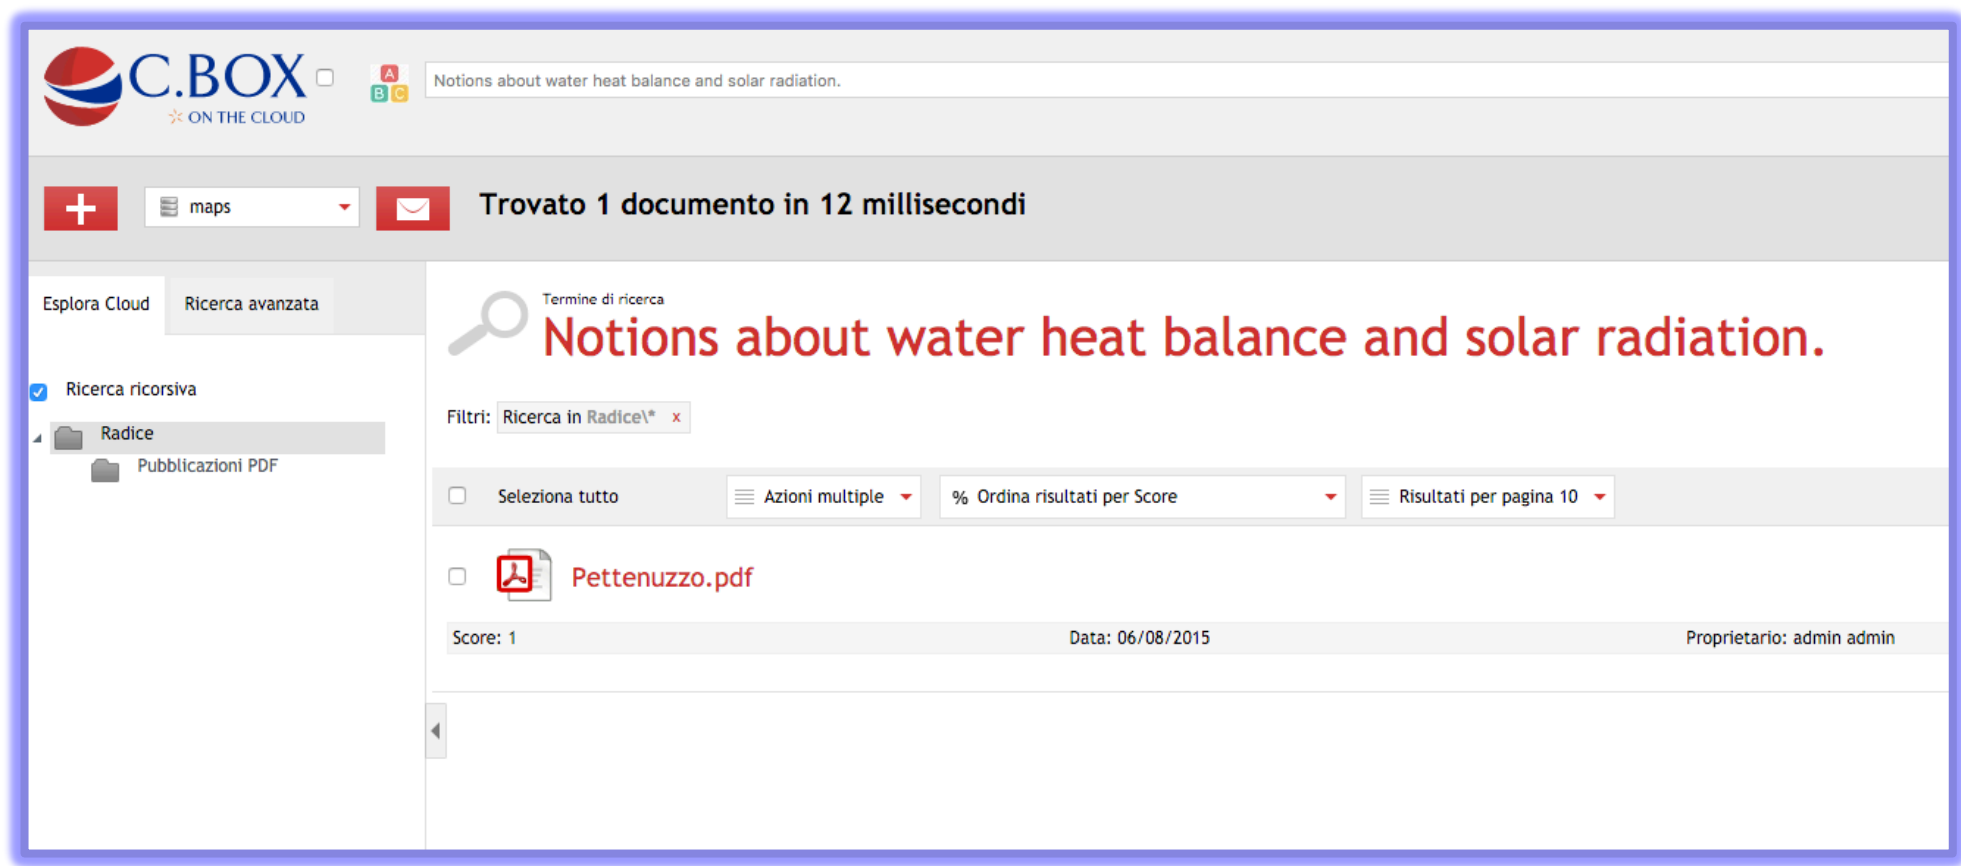 C.BOX
ON THE CLOUD
A
B C
Notions about water heat balance and solar radiation.
maps
Trovato 1 documento in 12 millisecondi
Esplora Cloud
Ricerca avanzata
Ricerca ricorsiva
Radice
Pubblicazioni PDF
Termine di ricerca
Notions about water heat balance and solar radiation.
Filtri: Ricerca in Radice\* x
Seleziona tutto
Azioni multiple
% Ordina risultati per Score
Risultati per pagina 10
Pettenuzzo.pdf
Score: 1
Data: 06/08/2015
Proprietario: admin admin